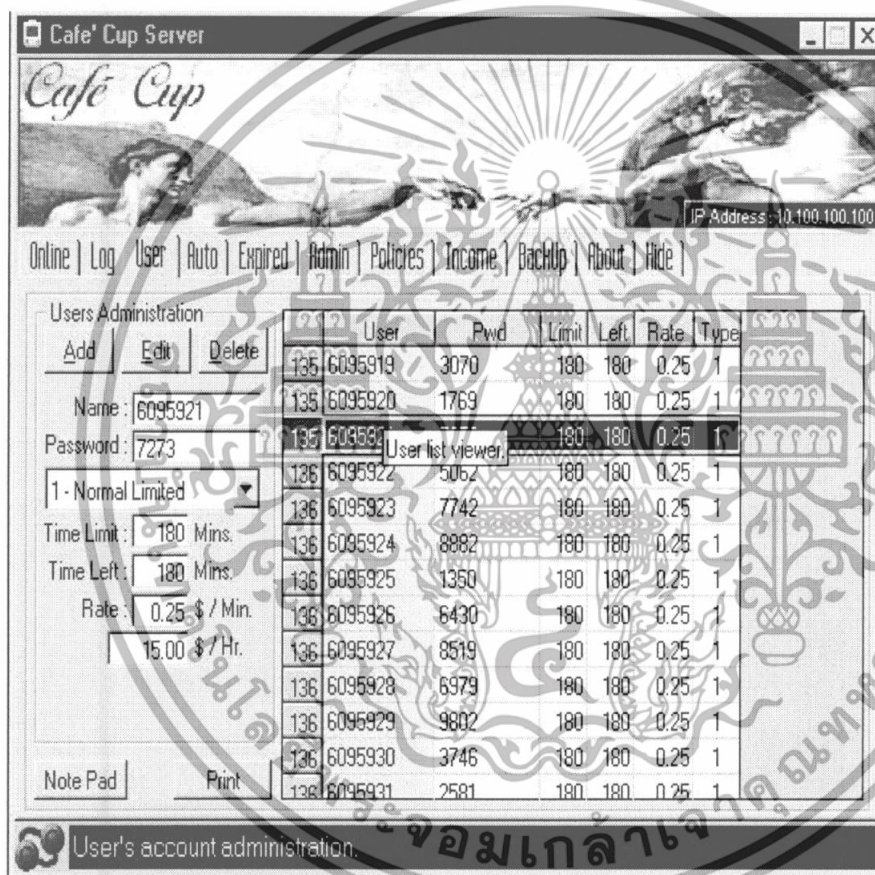 Cafe' Cup Server
Café Cup
IP Address : 10.100.100.100
Online Log User Auto Expired Admin Policies Income BackUp About Hide
Users Administration
Add Edit Delete
Name : 6095921
Password : 7273
1 - Normal Limited
Time Limit : 180 Mins.
Time Left : 180 Mins.
Rate : 0.25 $ / Min.
15.00 $ / Hr.
Note Pad Print
User Pwd Limit Left Rate Type
135 6095919 3070 180 180 0.25 1
135 6095920 1769 180 180 0.25 1
135 180 180 0.25 1
User list viewer.
136 6095922 5062 180 180 0.25 1
136 6095923 7742 180 180 0.25 1
136 6095924 8882 180 180 0.25 1
136 6095925 1350 180 180 0.25 1
136 6095926 6430 180 180 0.25 1
136 6095927 8519 180 180 0.25 1
136 6095928 6979 180 180 0.25 1
136 6095929 9802 180 180 0.25 1
136 6095930 3746 180 180 0.25 1
136 6095931 2581 180 180 0.25 1
User's account administration.